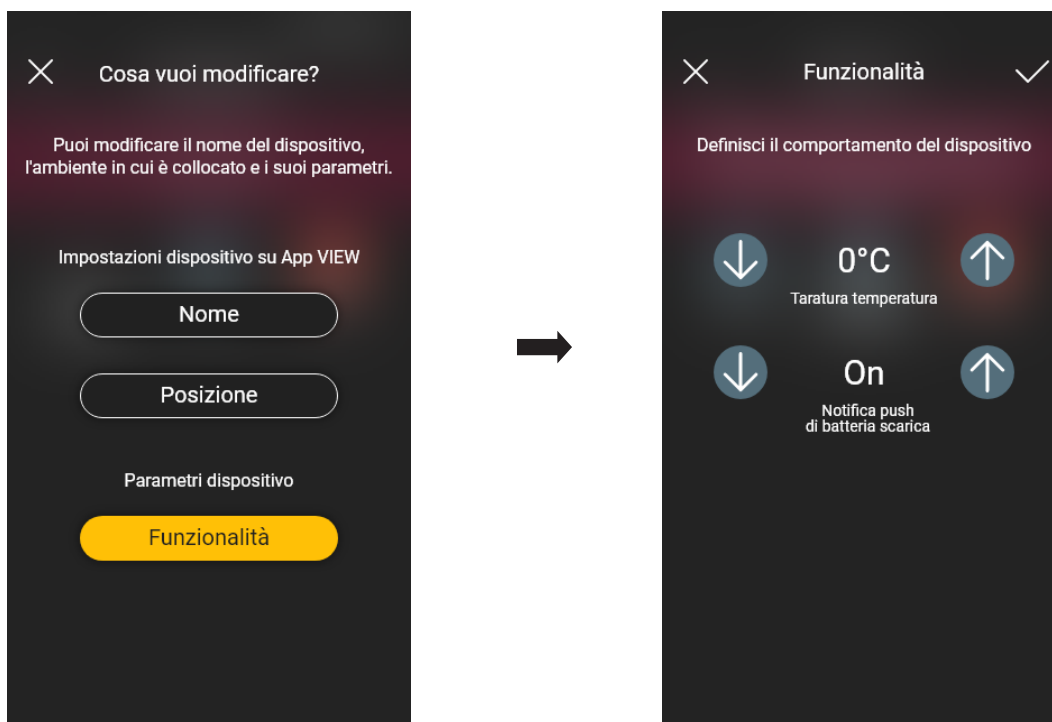 Cosa vuoi modificare?
Puoi modificare il nome del dispositivo,
l'ambiente in cui è collocato e i suoi parametri.
Impostazioni dispositivo su App VIEW
Nome
Posizione
Parametri dispositivo
Funzionalità
Funzionalità
Definisci il comportamento del dispositivo
0°C
Taratura temperatura
On
Notifica push
di batteria scarica